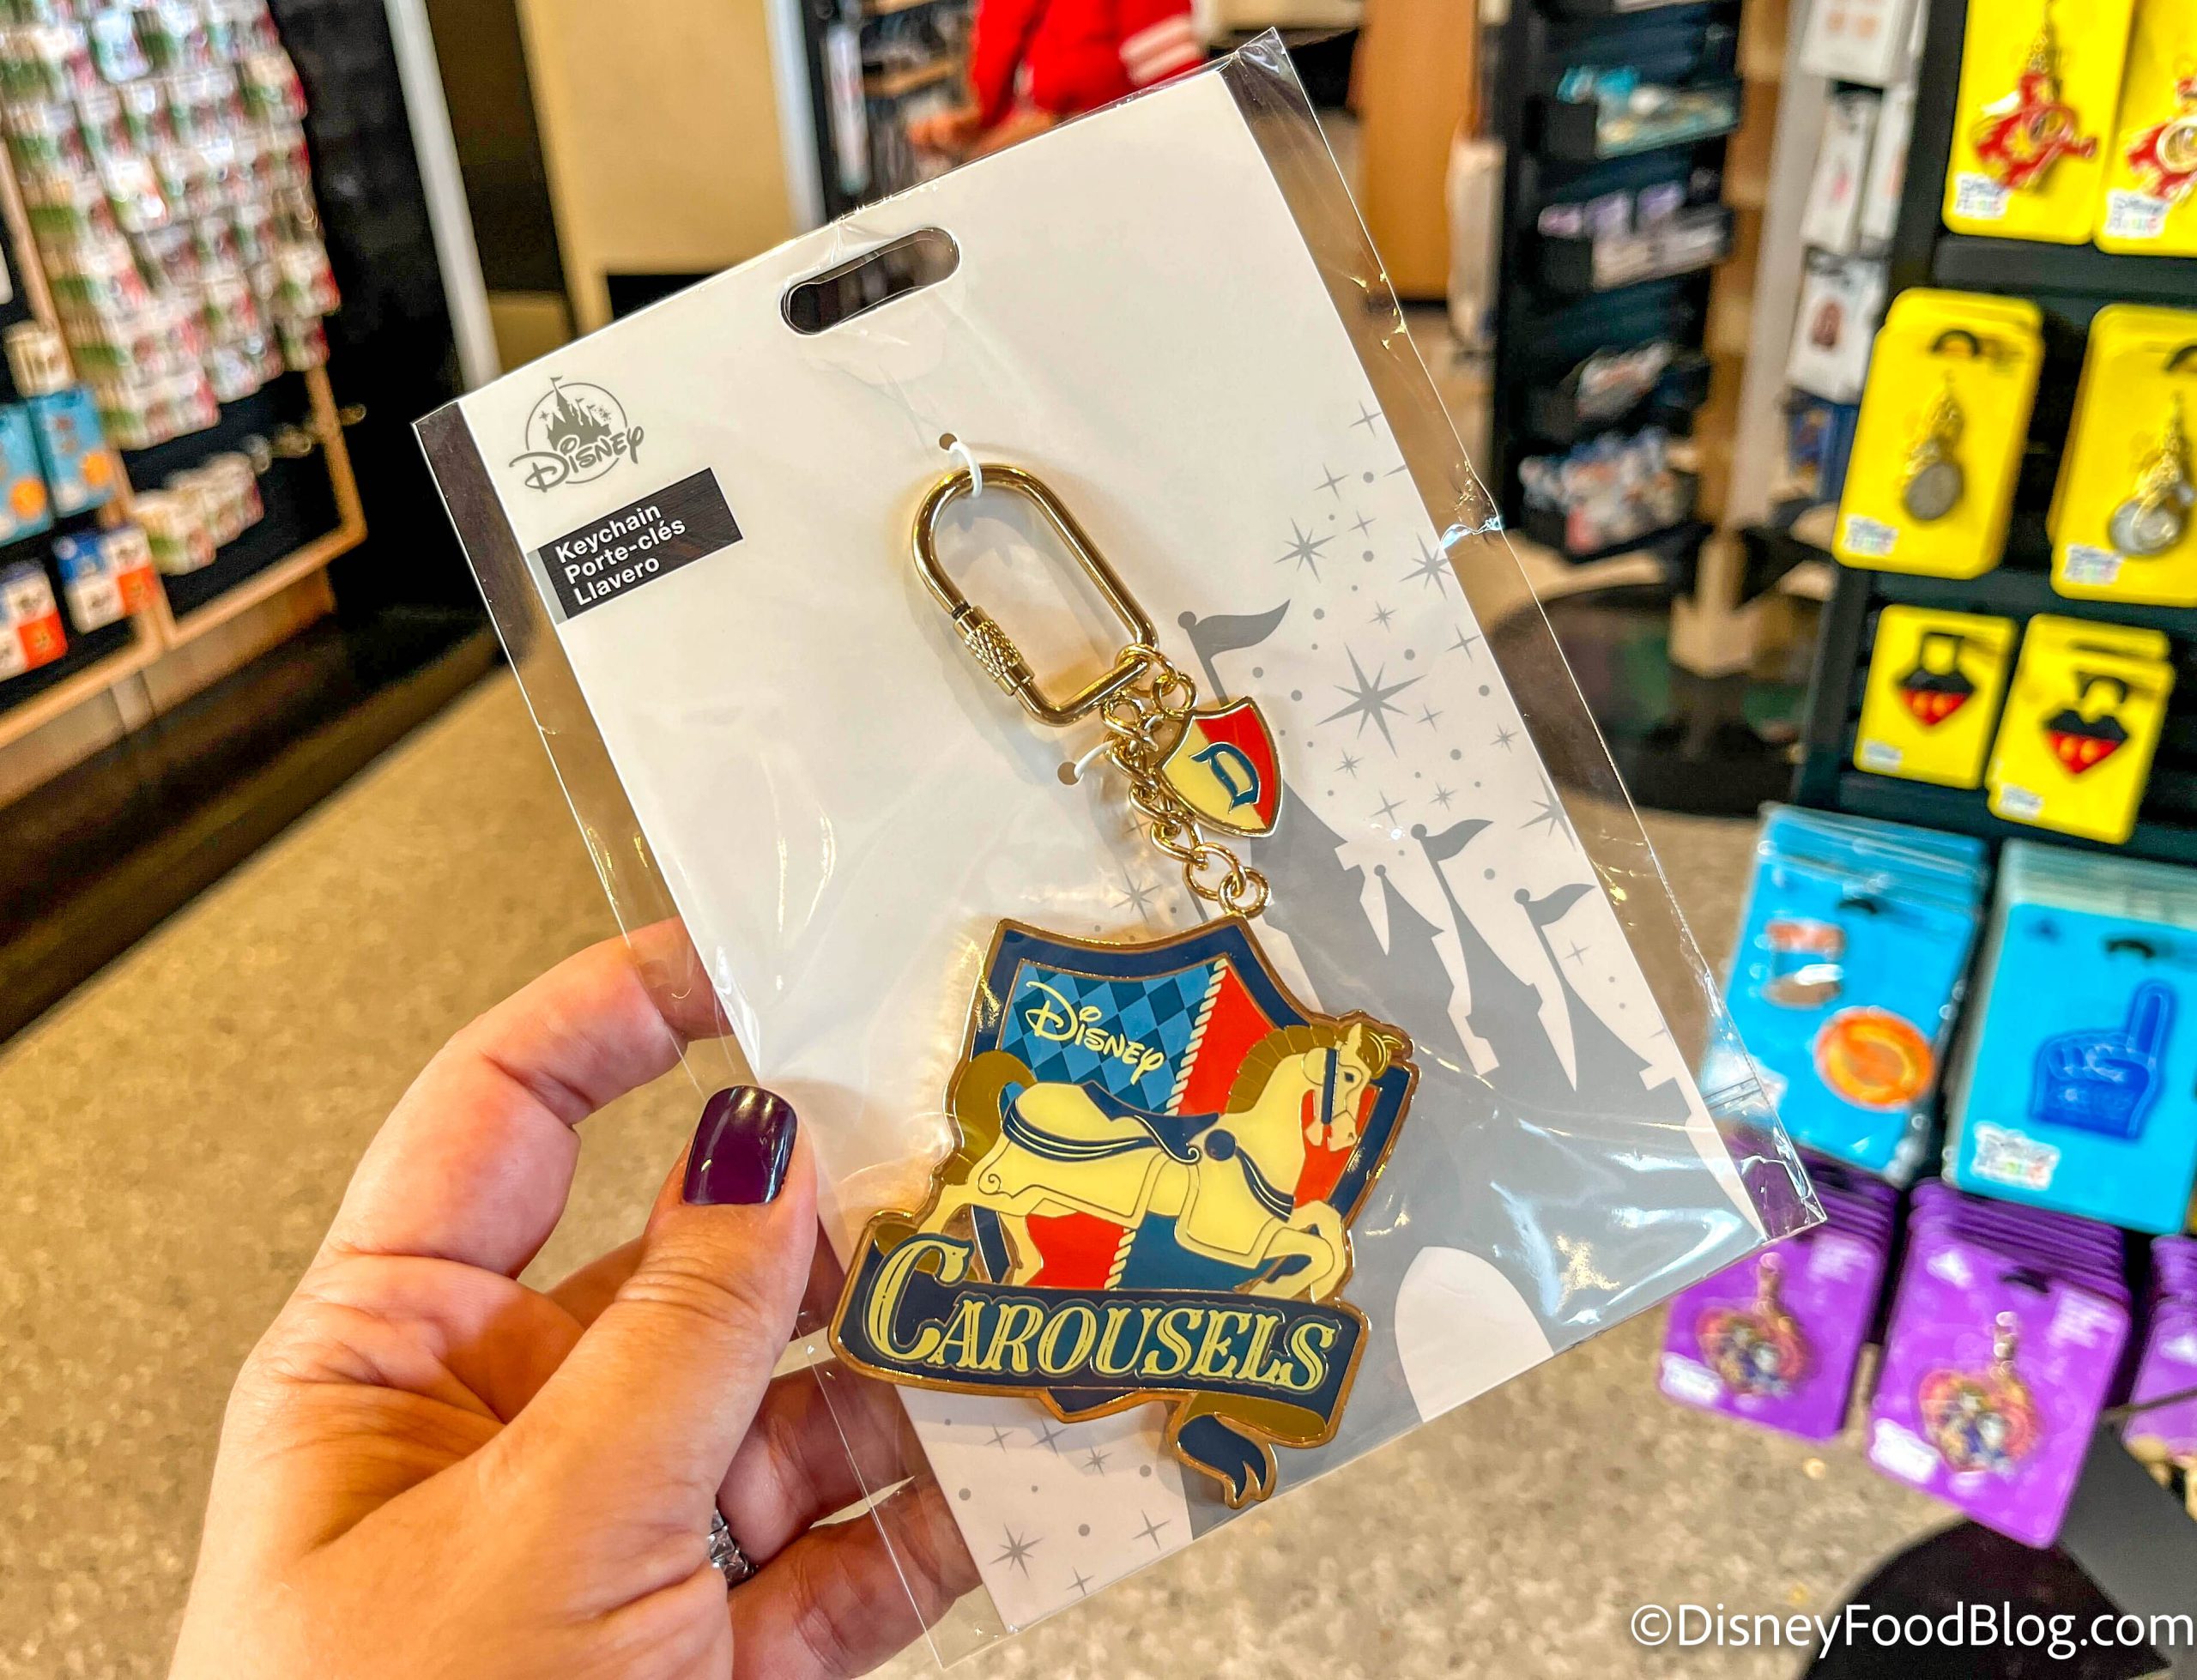 Disney
Keychain
Porte-clés
Llavero
D
Disney
CAROUSELS
©DisneyFoodBlog.com